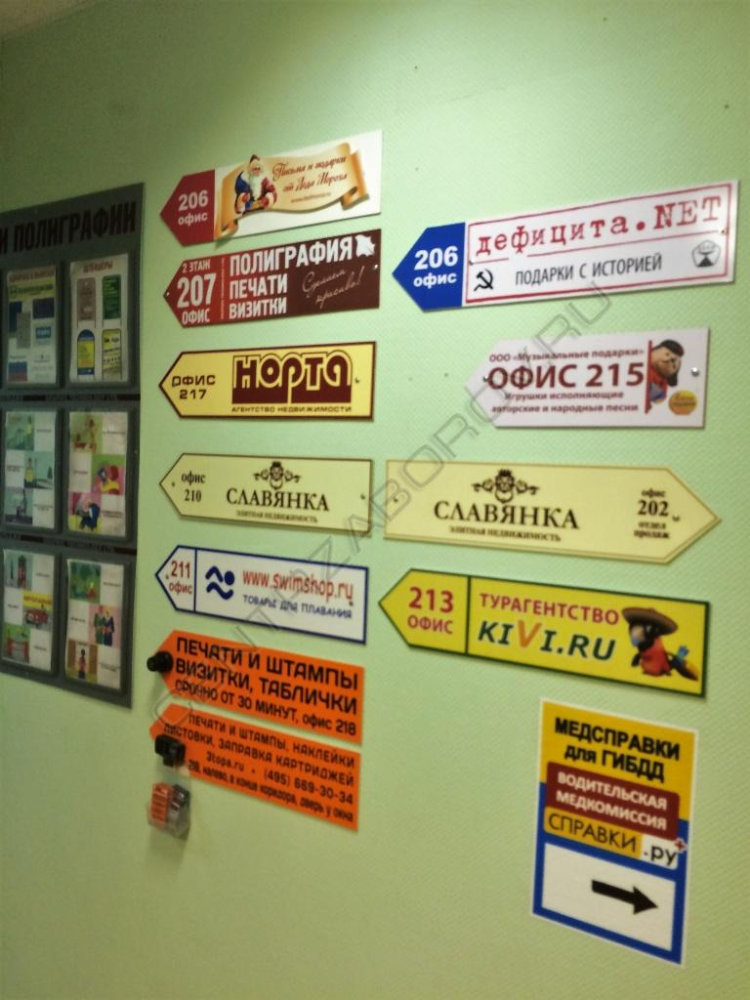 И ПОЛИГРАФИИ
206
офис
Письма и подарки
от Деда Мороза
2 ЭТАЖ
207
ОФИС
ПОЛИГРАФИЯ
ПЕЧАТИ
ВИЗИТКИ
Сделаем
красиво!
206
офис
дефицита.NET
ПОДАРКИ С ИСТОРИЕЙ
ОФИС
217
НОРТА
АГЕНТСТВО НЕДВИЖИМОСТИ
ООО «Музыкальные подарки»
ОФИС 215
Игрушки исполняющие
авторские и народные песни
офис
210
СЛАВЯНКА
ЭЛИТНАЯ НЕДВИЖИМОСТЬ
СЛАВЯНКА
ЭЛИТНАЯ НЕДВИЖИМОСТЬ
офис
202
отдел
продаж
211
офис
www.swimshop.ru
ТОВАРЫ ДЛЯ ПЛАВАНИЯ
213
ОФИС
ТУРАГЕНТСТВО
KIVI.RU
ПЕЧАТИ И ШТАМПЫ
ВИЗИТКИ, ТАБЛИЧКИ
СРОЧНО ОТ 30 МИНУТ, офис 218
ПЕЧАТИ И ШТАМПЫ, НАКЛЕЙКИ
ЛИСТОВКИ, ЗАПРАВКА КАРТРИДЖЕЙ
3topa.ru • (495) 669-30-34
218, налево, в конце коридора, дверь у окна
МЕДСПРАВКИ
для ГИБДД
ВОДИТЕЛЬСКАЯ
МЕДКОМИССИЯ
СПРАВКИ.РУ
CENTRZABOROV.RU